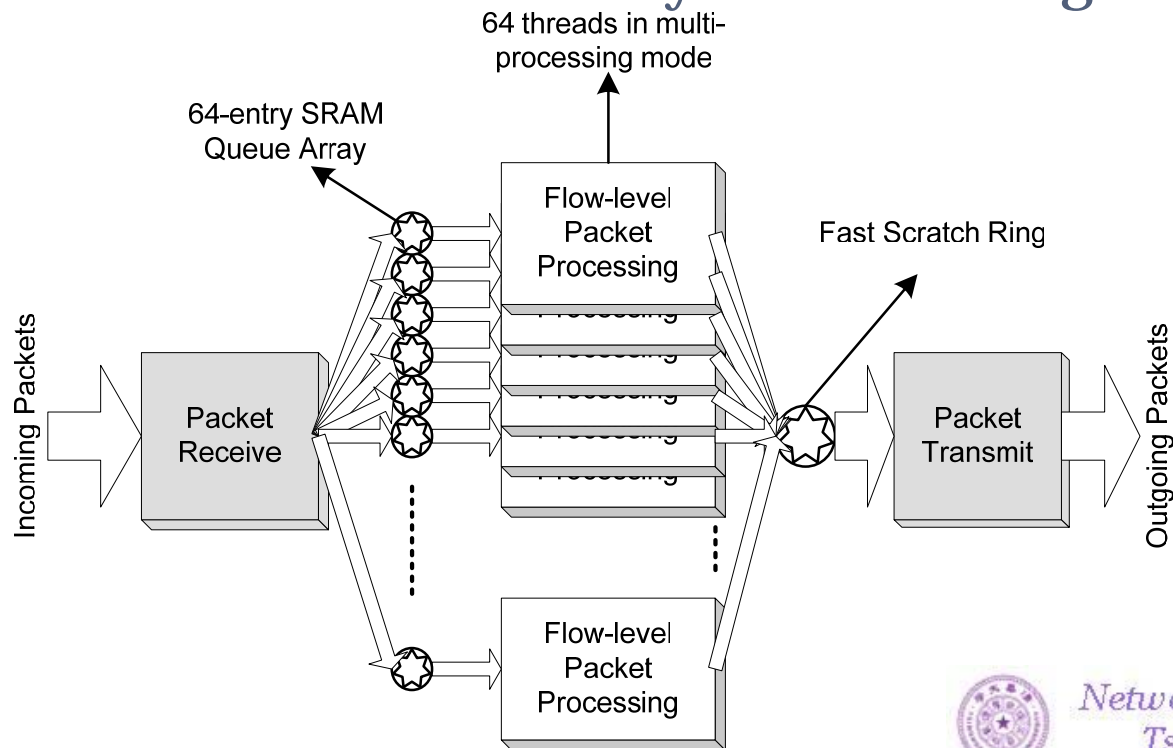 64 threads in multi-
processing mode
64-entry SRAM
Queue Array
Flow-level
Packet
Processing
Fast Scratch Ring
Incoming Packets
Packet
Receive
Packet
Transmit
Outgoing Packets
Flow-level
Packet
Processing